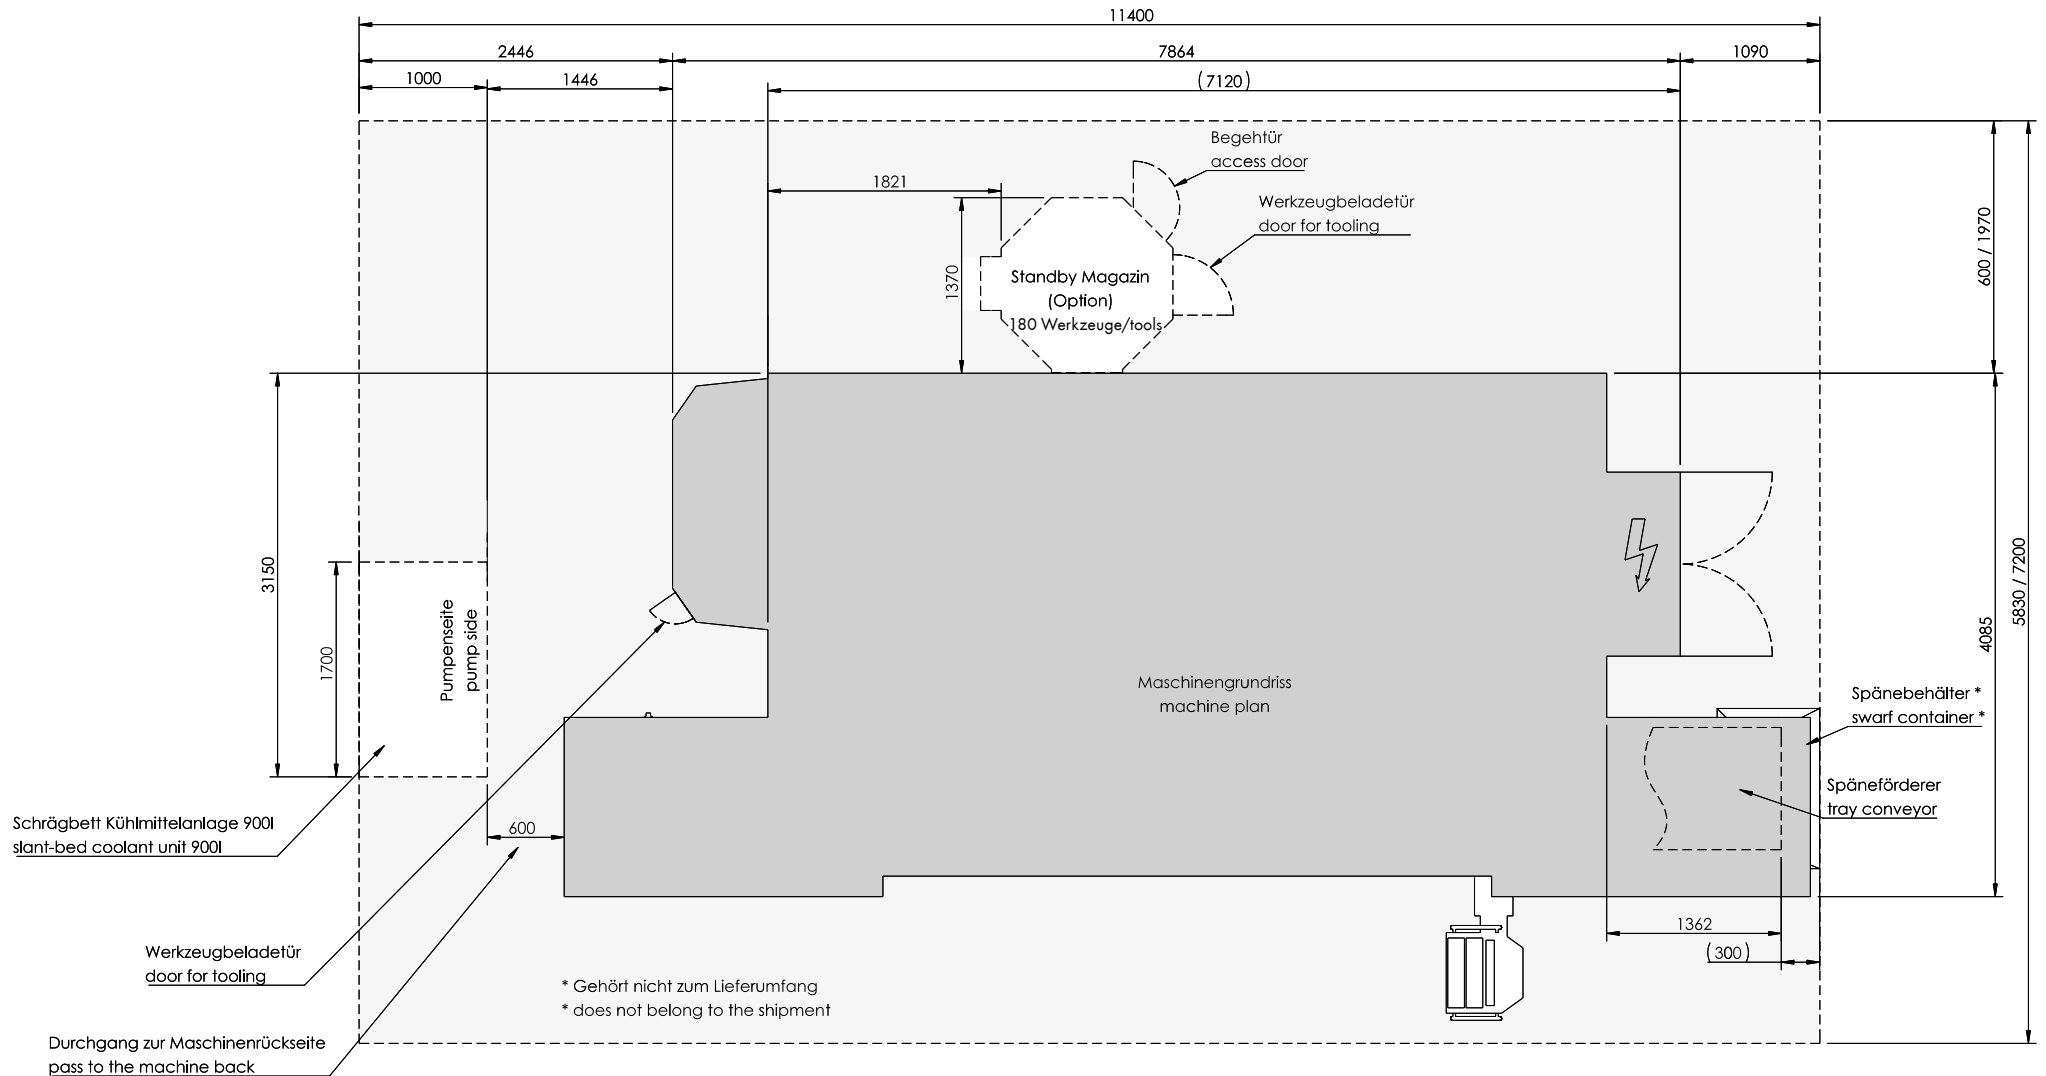 11400
2446
7864
1090
1000
1446
(7120)
Begehtür
access door
1821
Werkzeugbeladetür
door for tooling
600 / 1970
1370
Standby Magazin
(Option)
180 Werkzeuge/tools
3150
1700
Pumpenseite
pump side
5830 / 7200
4085
Maschinengrundriss
machine plan
Spänebehälter *
swarf container *
Späneförderer
tray conveyor
Schrägbett Kühlmittelanlage 900l
slant-bed coolant unit 900l
600
1362
(300)
Werkzeugbeladetür
door for tooling
* Gehört nicht zum Lieferumfang
* does not belong to the shipment
Durchgang zur Maschinenrückseite
pass to the machine back